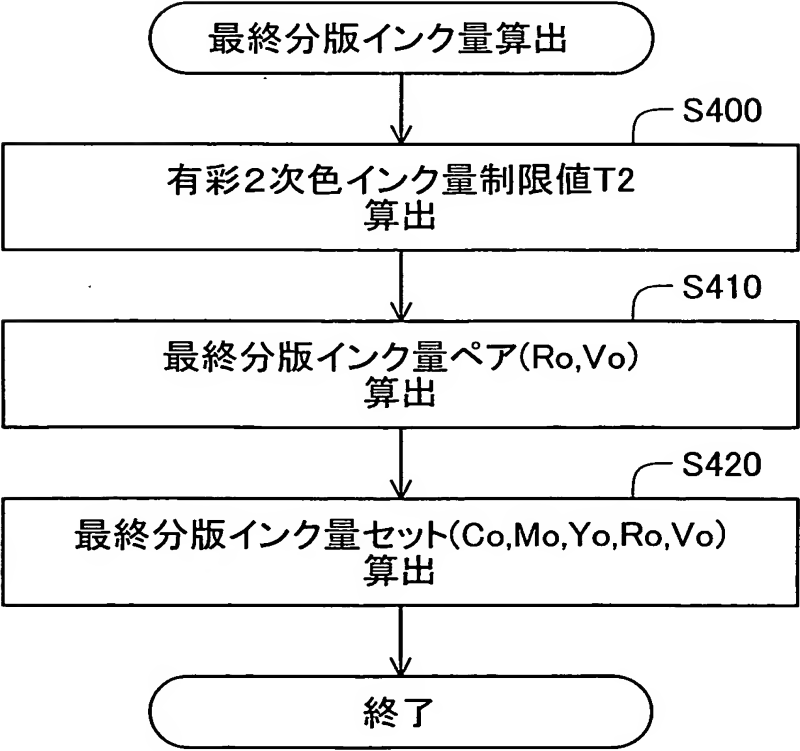 最終分版インク量算出
S400
有彩2次色インク量制限値T2
算出
S410
最終分版インク量ペア(Ro,Vo)
算出
S420
最終分版インク量セット(Co,Mo,Yo,Ro,Vo)
算出
終了